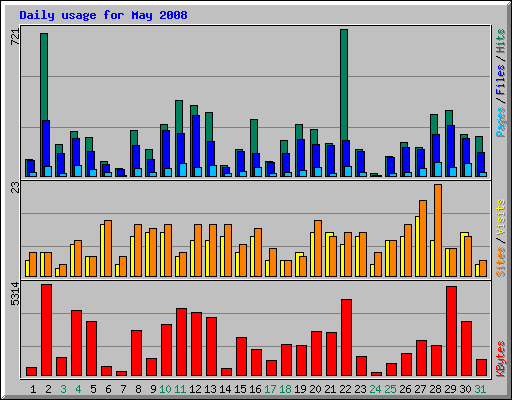 Daily usage for May 2008
721
Pages / Files / Hits
23
Sites / Visits
5314
KBytes
1 2 3 4 5 6 7 8 9 10 11 12 13 14 15 16 17 18 19 20 21 22 23 24 25 26 27 28 29 30 31